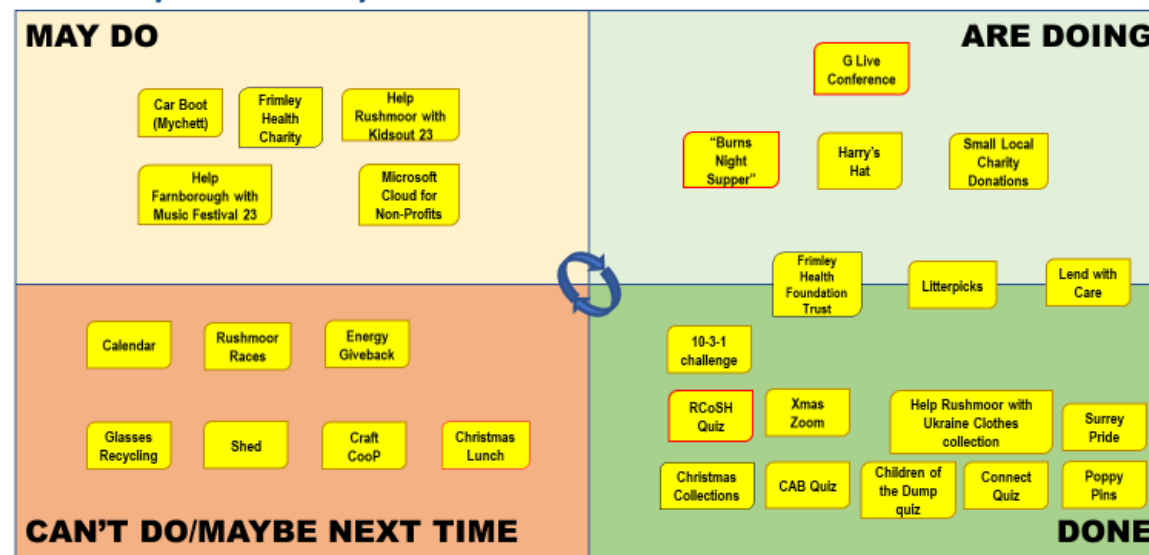 MAY DO
ARE DOING
G Live
Conference
Car Boot
(Mychett)
Frimley
Health
Charity
Help
Rushmoor with
Kidsout 23
"Burns
Night
Supper"
Harry's
Hat
Small Local
Charity
Donations
Help
Farnborough with
Music Festival 23
Microsoft
Cloud for
Non-Profits
Frimley
Health
Foundation
Trust
Litterpicks
Lend with
Care
Calendar
Rushmoor
Races
Energy
Giveback
10-3-1
challenge
RCoSH
Quiz
Xmas
Zoom
Help Rushmoor with
Ukraine Clothes
collection
Surrey
Pride
Glasses
Recycling
Shed
Craft
CooP
Christmas
Lunch
Christmas
Collections
CAB Quiz
Children of
the Dump
quiz
Connect
Quiz
Poppy
Pins
CAN'T DO/MAYBE NEXT TIME
DONE